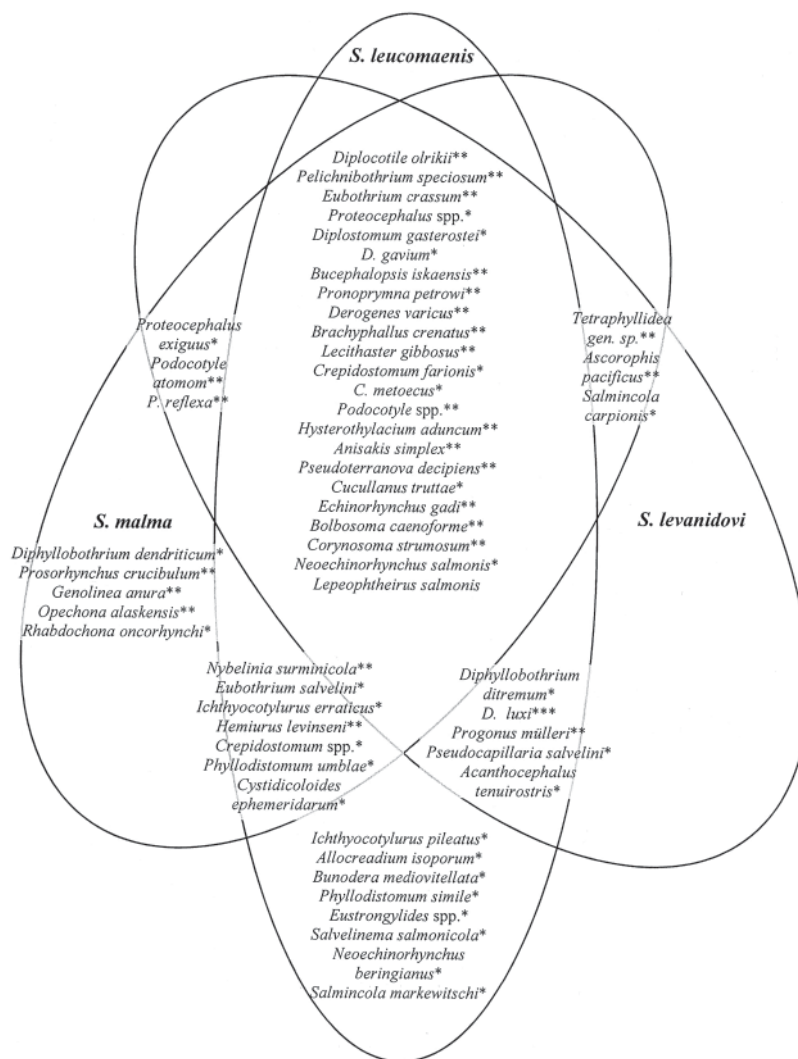 S. leucomaenis
Diplocotile olrikii**
Pelichnibothrium speciosum**
Eubothrium crassum**
Proteocephalus spp.*
Diplostomum gasterostei*
D. gavium*
Bucephalopsis iskaensis**
Pronoprymna petrowi**
Derogenes varicus**
Brachyphallus crenatus**
Lecithaster gibbosus**
Crepidostomum farionis*
C. metoecus*
Podocotyle spp.**
Hysterothylacium aduncum**
Anisakis simplex**
Pseudoterranova decipiens**
Cucullanus truttae*
Echinorhynchus gadi**
Bolbosoma caenoforme**
Corynosoma strumosum**
Neoechinorhynchus salmonis*
Lepeophtheirus salmonis
Proteocephalus
exiguus*
Podocotyle
atomom**
P. reflexa**
Tetraphyllidea
gen. sp.**
Ascorophis
pacificus**
Salmincola
carpionis*
S. malma
Diphyllobothrium dendriticum*
Prosorhynchus crucibulum**
Genolinea anura**
Opechona alaskensis**
Rhabdochona oncorhynchi*
S. levanidovi
Nybelinia surminicola**
Eubothrium salvelini*
Ichthyocotylurus erraticus*
Hemiurus levinseni**
Crepidostomum spp.*
Phyllodistomum umblae*
Cystidicoloides
ephemeridarum*
Diphyllobothrium
ditremum*
D. luxi***
Progonus mülleri**
Pseudocapillaria salvelini*
Acanthocephalus
tenuirostris*
Ichthyocotylurus pileatus*
Allocreadium isoporum*
Bunodera mediovitellata*
Phyllodistomum simile*
Eustrongylides spp.*
Salvelinema salmonicola*
Neoechinorhynchus
beringianus*
Salmincola markewitschi*